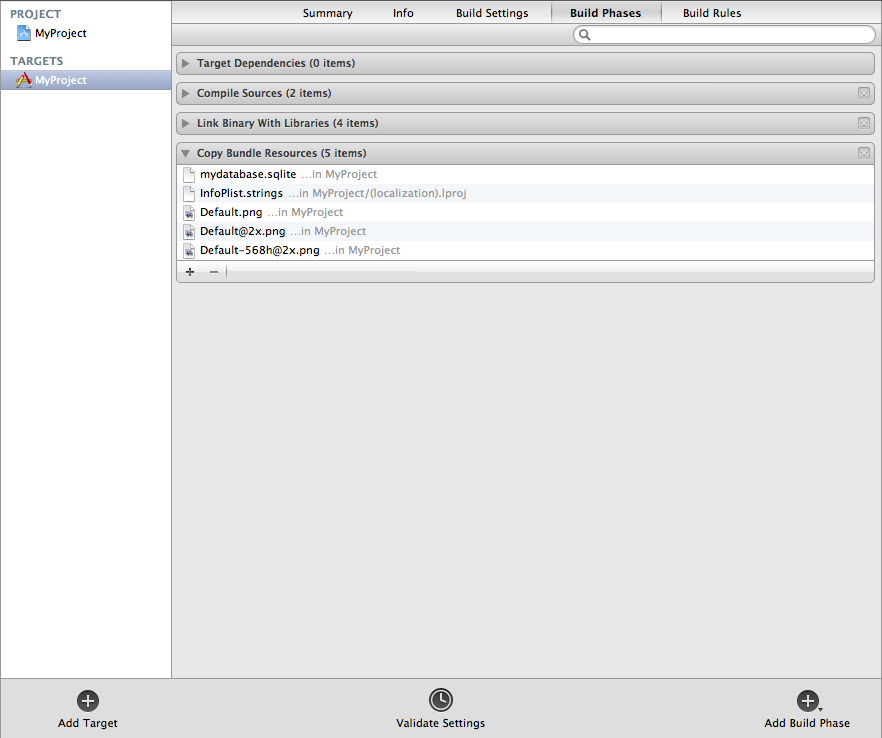 PROJECT
MyProject
TARGETS
MyProject
Summary Info Build Settings Build Phases Build Rules
Target Dependencies (0 items)
Compile Sources (2 items)
Link Binary With Libraries (4 items)
Copy Bundle Resources (5 items)
mydatabase.sqlite ...in MyProject
InfoPlist.strings ...in MyProject/(localization).lproj
Default.png ...in MyProject
Default@2x.png ...in MyProject
Default-568h@2x.png ...in MyProject
Add Target Validate Settings Add Build Phase